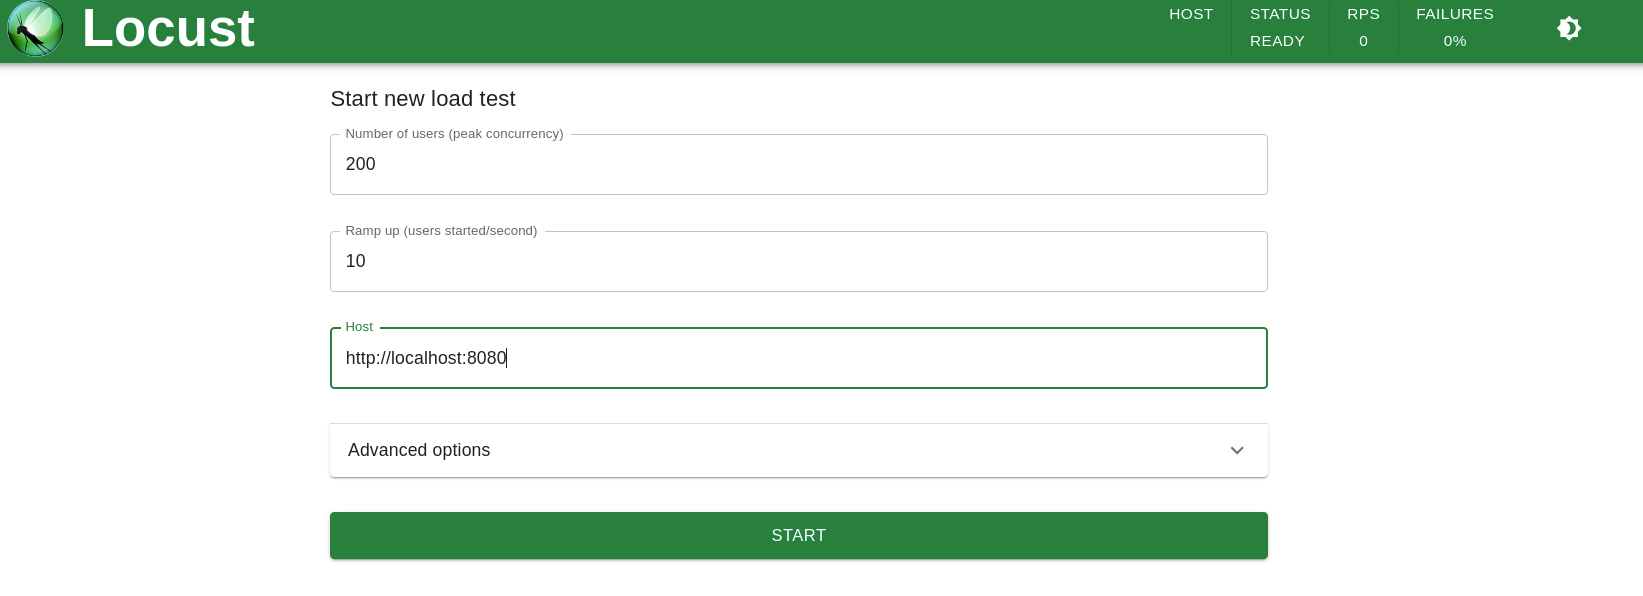 Locust
HOST
STATUS
READY
RPS
0
FAILURES
0%
Start new load test
Number of users (peak concurrency)
200
Ramp up (users started/second)
10
Host
http://localhost:8080
Advanced options
START